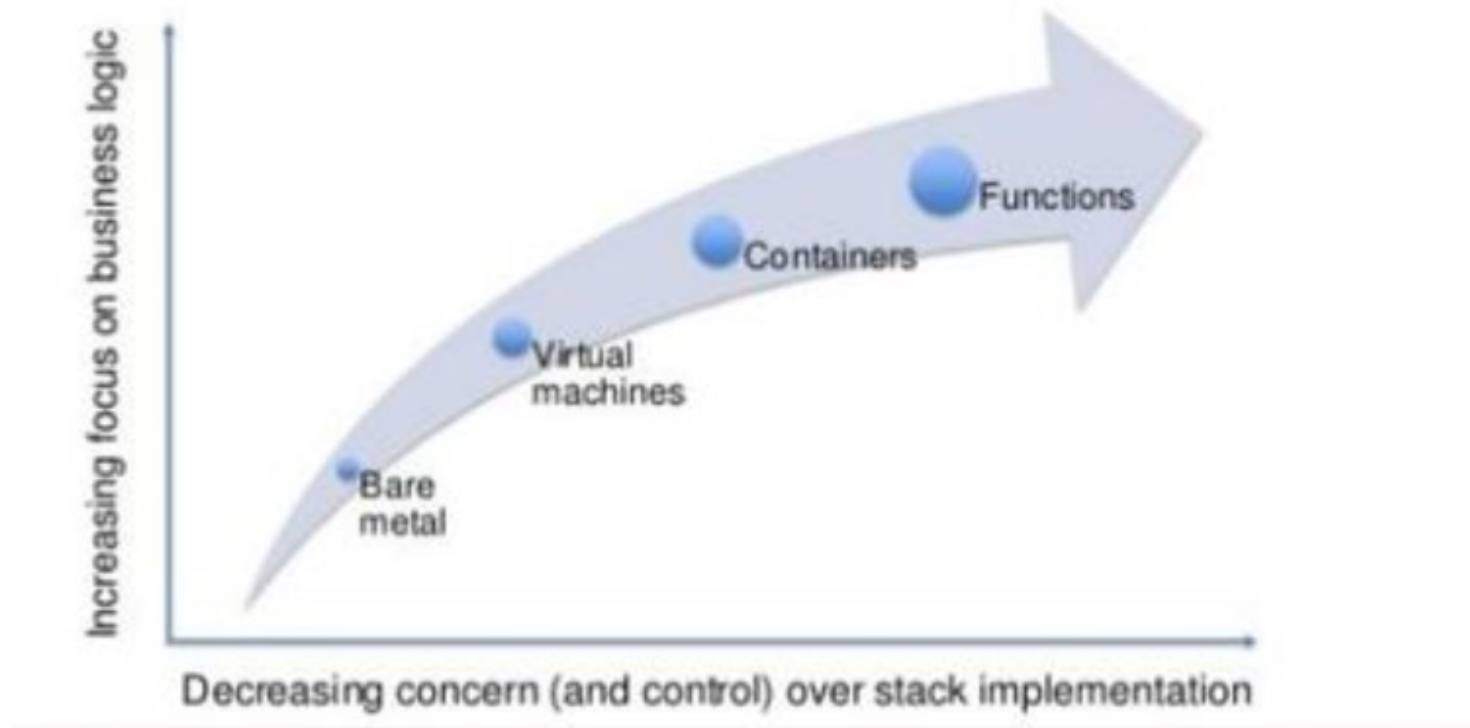 Increasing focus on business logic
Functions
Containers
Virtual
machines
Bare
metal
Decreasing concern (and control) over stack implementation